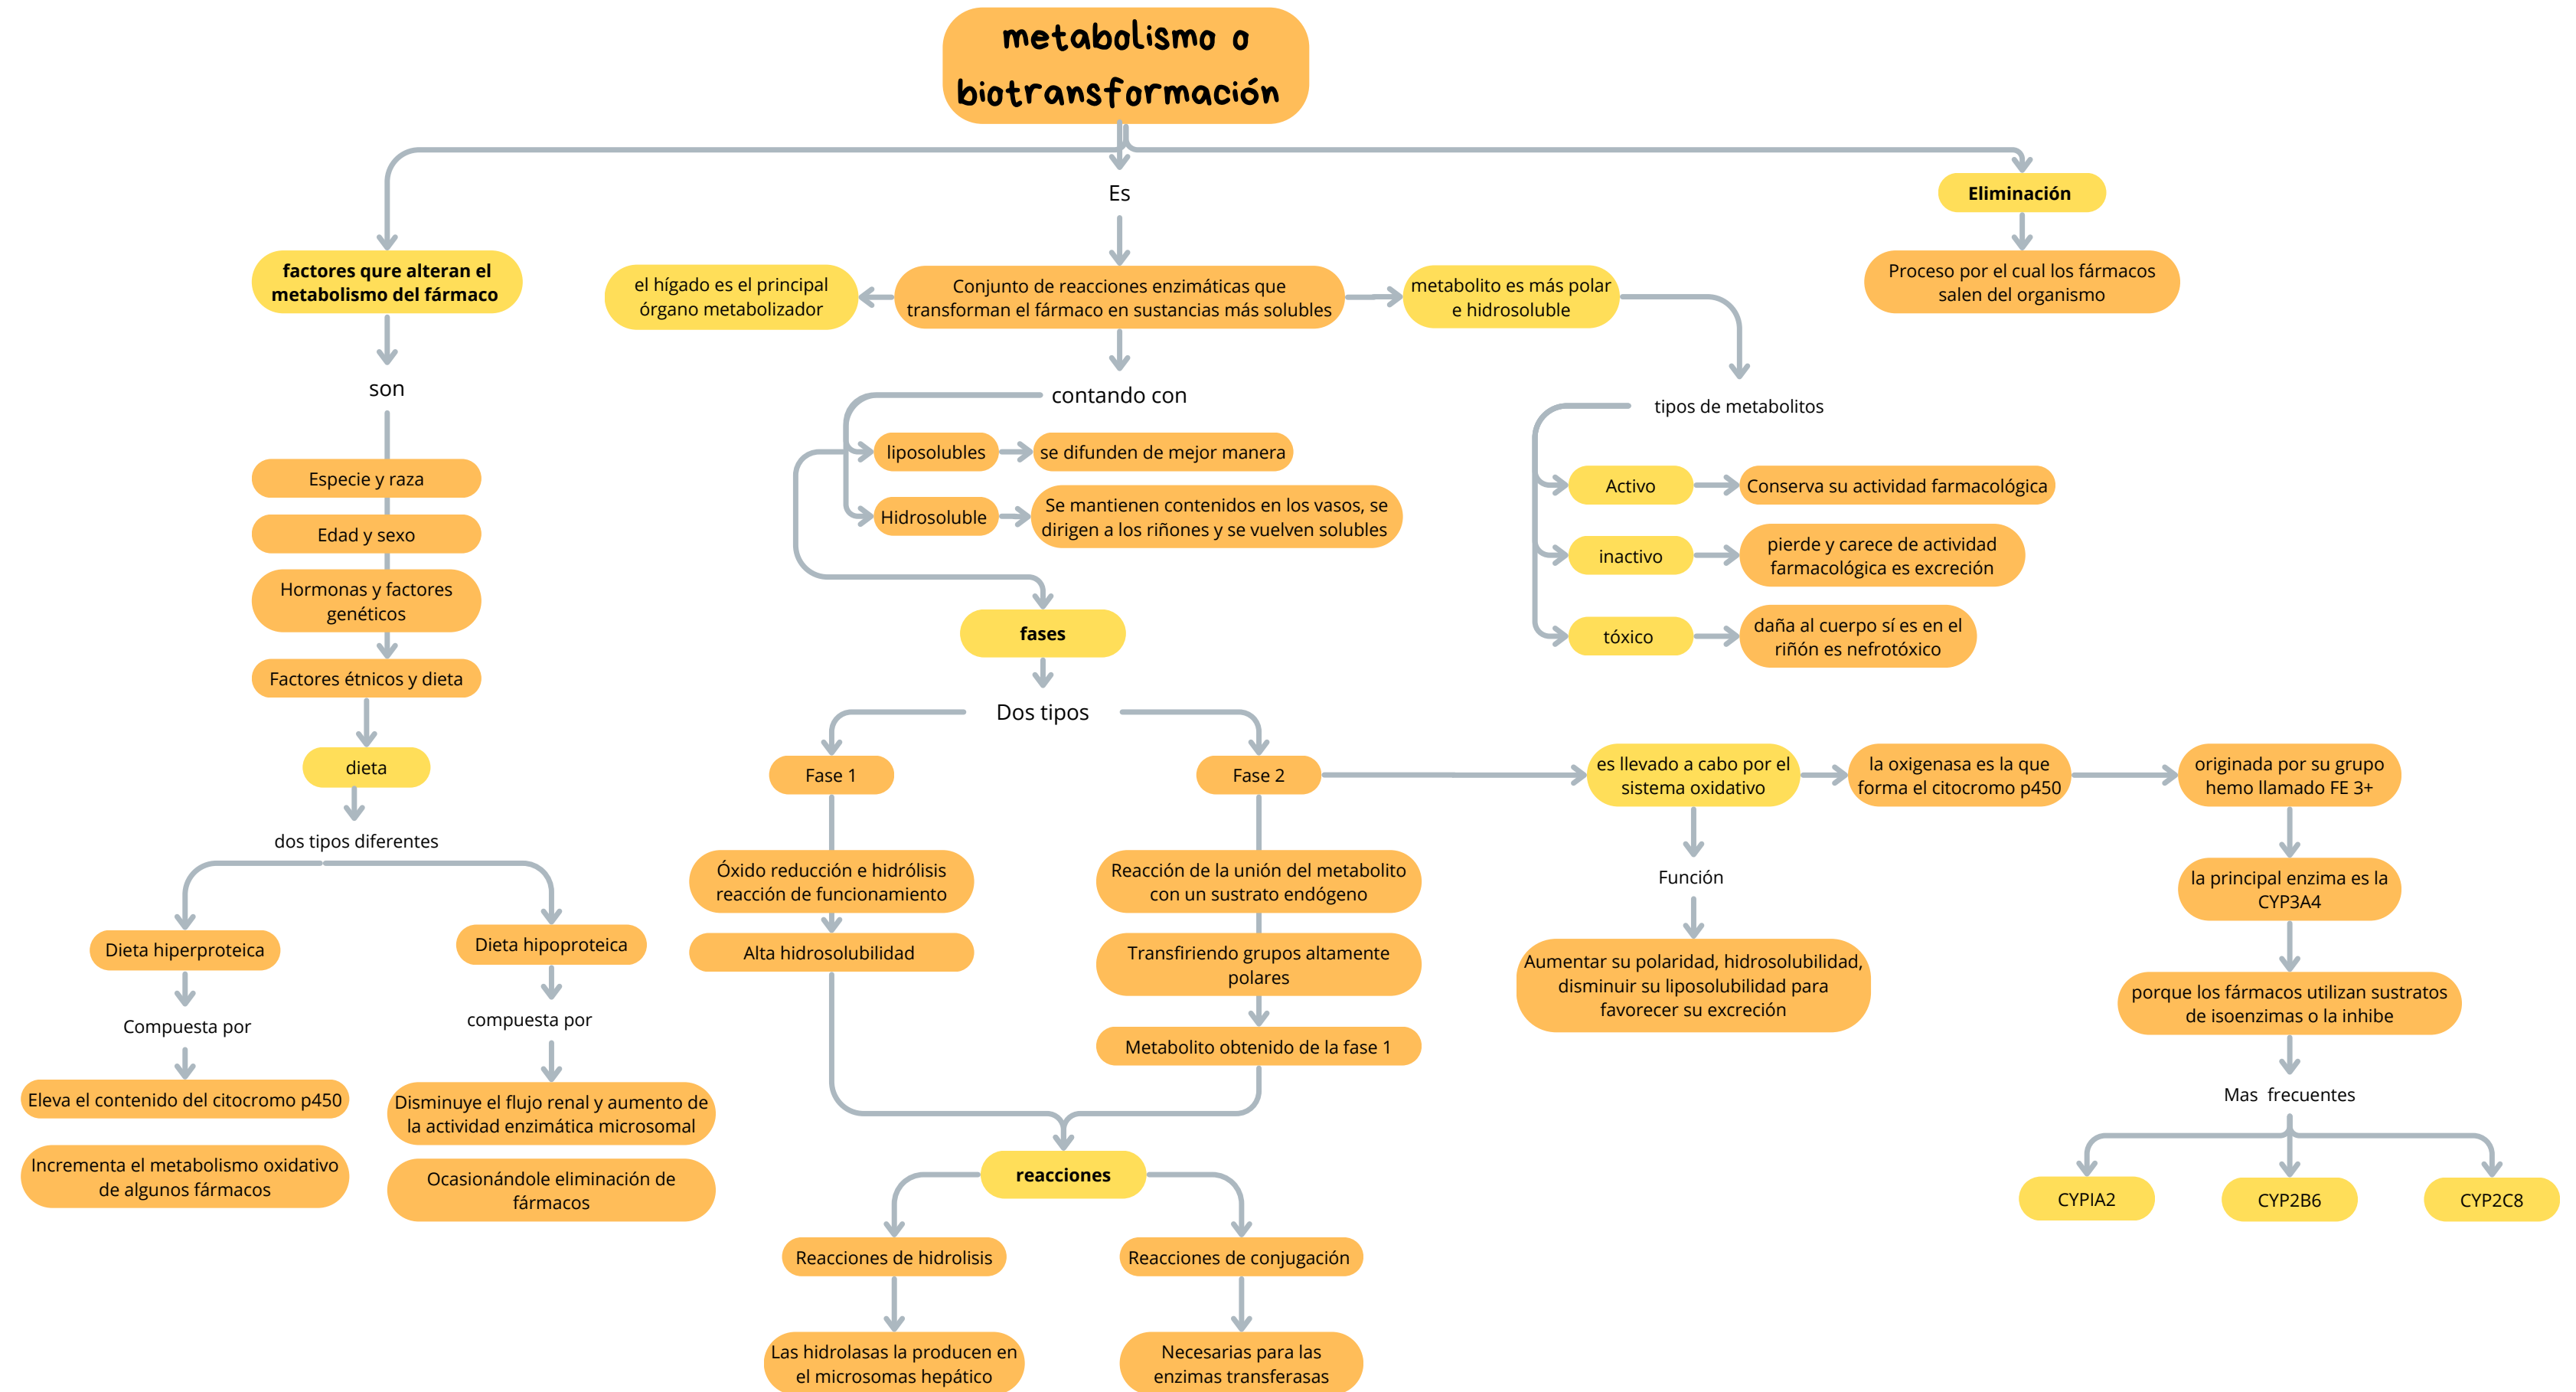 metabolismo o
biotransformación
Es
Eliminación
factores qure alteran el
metabolismo del fármaco
el hígado es el principal
órgano metabolizador
Conjunto de reacciones enzimáticas que
transforman el fármaco en sustancias más solubles
metabolito es más polar
e hidrosoluble
Proceso por el cual los fármacos
salen del organismo
son
Especie y raza
Edad y sexo
Hormonas y factores
genéticos
Factores étnicos y dieta
dieta
dos tipos diferentes
Dieta hiperproteica
Compuesta por
Eleva el contenido del citocromo p450
Incrementa el metabolismo oxidativo
de algunos fármacos
Dieta hipoproteica
compuesta por
Disminuye el flujo renal y aumento de
la actividad enzimática microsomal
Ocasionándole eliminación de
fármacos
contando con
liposolubles
se difunden de mejor manera
Hidrosoluble
Se mantienen contenidos en los vasos, se
dirigen a los riñones y se vuelven solubles
tipos de metabolitos
Activo
Conserva su actividad farmacológica
inactivo
pierde y carece de actividad
farmacológica es excreción
tóxico
daña al cuerpo sí es en el
riñón es nefrotóxico
fases
Dos tipos
Fase 1
Óxido reducción e hidrólisis
reacción de funcionamiento
Alta hidrosolubilidad
Fase 2
Reacción de la unión del metabolito
con un sustrato endógeno
Transfiriendo grupos altamente
polares
Metabolito obtenido de la fase 1
es llevado a cabo por el
sistema oxidativo
Función
Aumentar su polaridad, hidrosolubilidad,
disminuir su liposolubilidad para
favorecer su excreción
la oxigenasa es la que
forma el citocromo p450
originada por su grupo
hemo llamado FE 3+
la principal enzima es la
CYP3A4
porque los fármacos utilizan sustratos
de isoenzimas o la inhibe
Mas frecuentes
CYPIA2
CYP2B6
CYP2C8
reacciones
Reacciones de hidrolisis
Las hidrolasas la producen en
el microsomas hepático
Reacciones de conjugación
Necesarias para las
enzimas transferasas